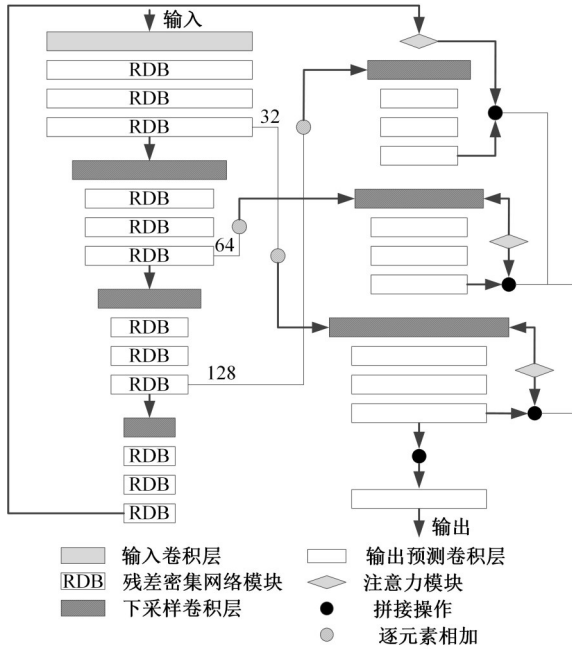 输入
RDB
RDB
RDB
32
RDB
RDB
RDB
64
RDB
RDB
RDB
128
RDB
RDB
RDB
输出
输入卷积层
输出预测卷积层
RDB 残差密集网络模块
注意力模块
下采样卷积层
拼接操作
逐元素相加